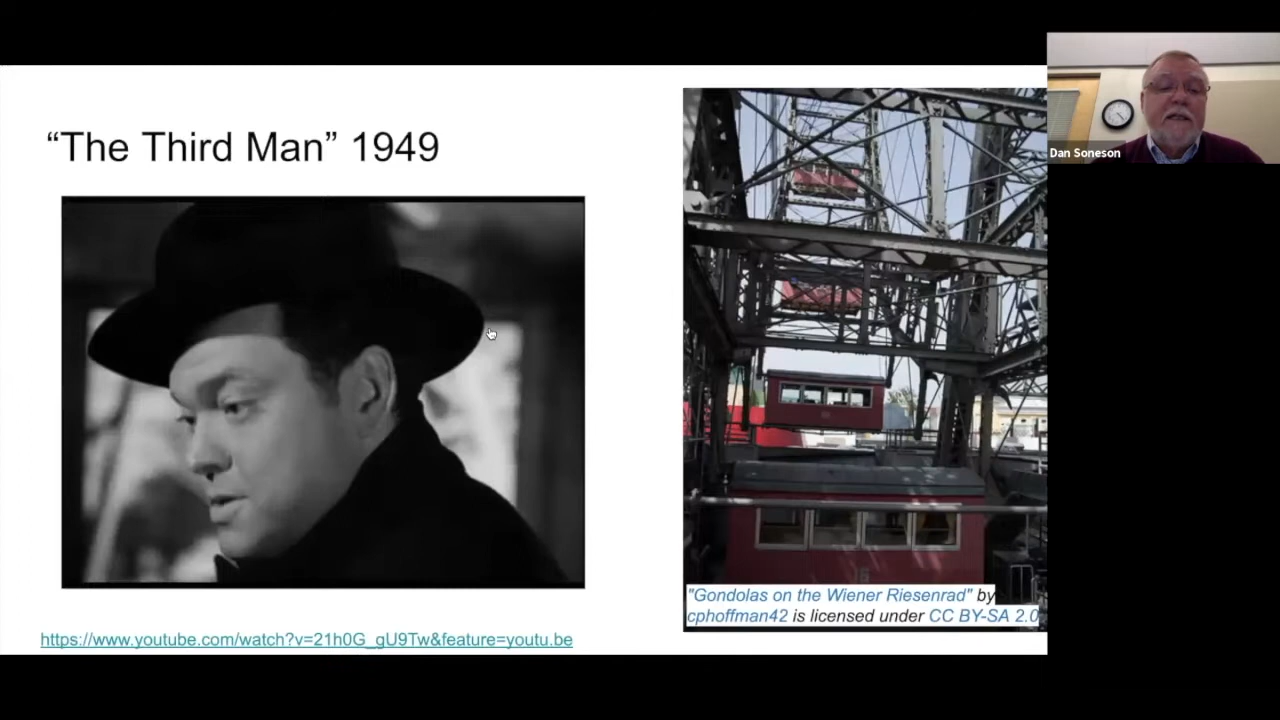 “The Third Man” 1949
Dan Soneson
"Gondolas on the Wiener Riesenrad" by
cphoffman42 is licensed under CC BY-SA 2.0
https://www.youtube.com/watch?v=21h0G_gU9Tw&feature=youtu.be